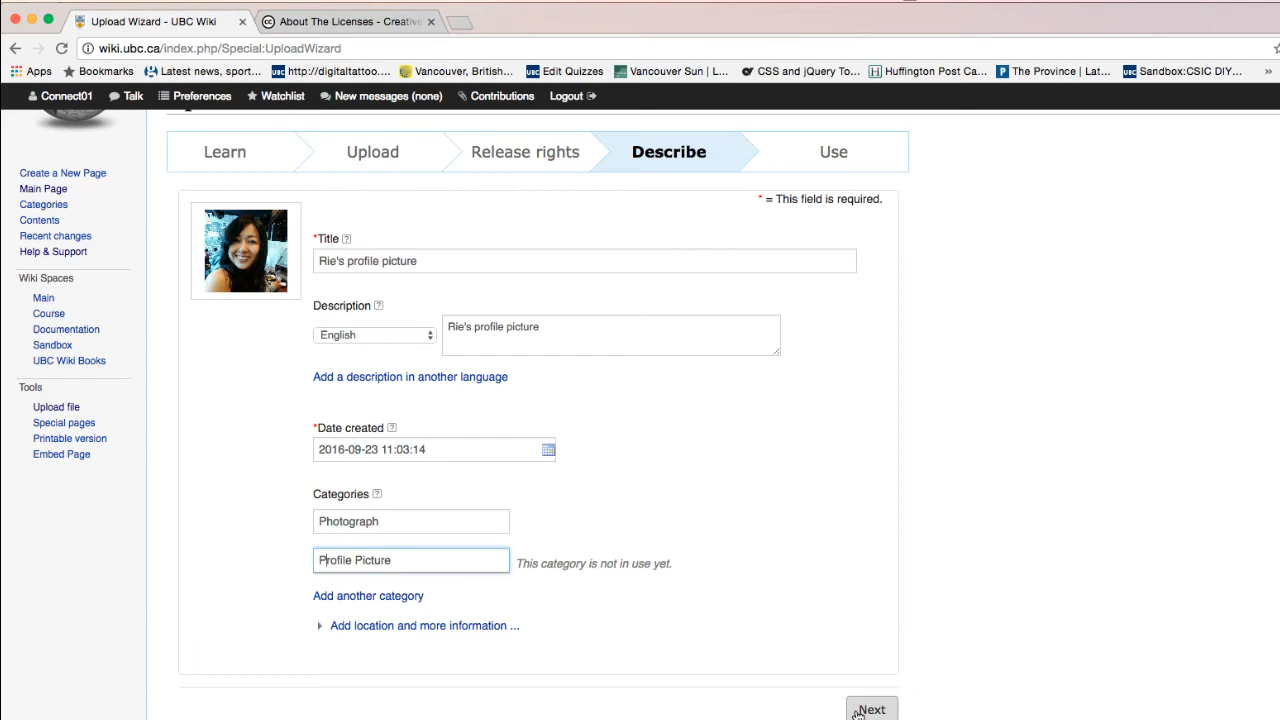 Upload Wizard - UBC Wiki × About The Licenses - Creative ×
wiki.ubc.ca/index.php/Special:UploadWizard
Apps Bookmarks Latest news, sport... http://digitaltattoo.... Vancouver, British... Edit Quizzes Vancouver Sun | L... CSS and jQuery To... Huffington Post Ca... The Province | Lat... Sandbox:CSIC DIY... »
Connect01 Talk Preferences Watchlist New messages (none) Contributions Logout
Learn Upload Release rights Describe Use
* = This field is required.
Create a New Page
Main Page
Categories
Contents
Recent changes
Help & Support
Wiki Spaces
Main
Course
Documentation
Sandbox
UBC Wiki Books
Tools
Upload file
Special pages
Printable version
Embed Page
*Title ?
Rie's profile picture
Description ?
English Rie's profile picture
Add a description in another language
*Date created ?
2016-09-23 11:03:14
Categories ?
Photograph
Profile Picture This category is not in use yet.
Add another category
Add location and more information ...
Next